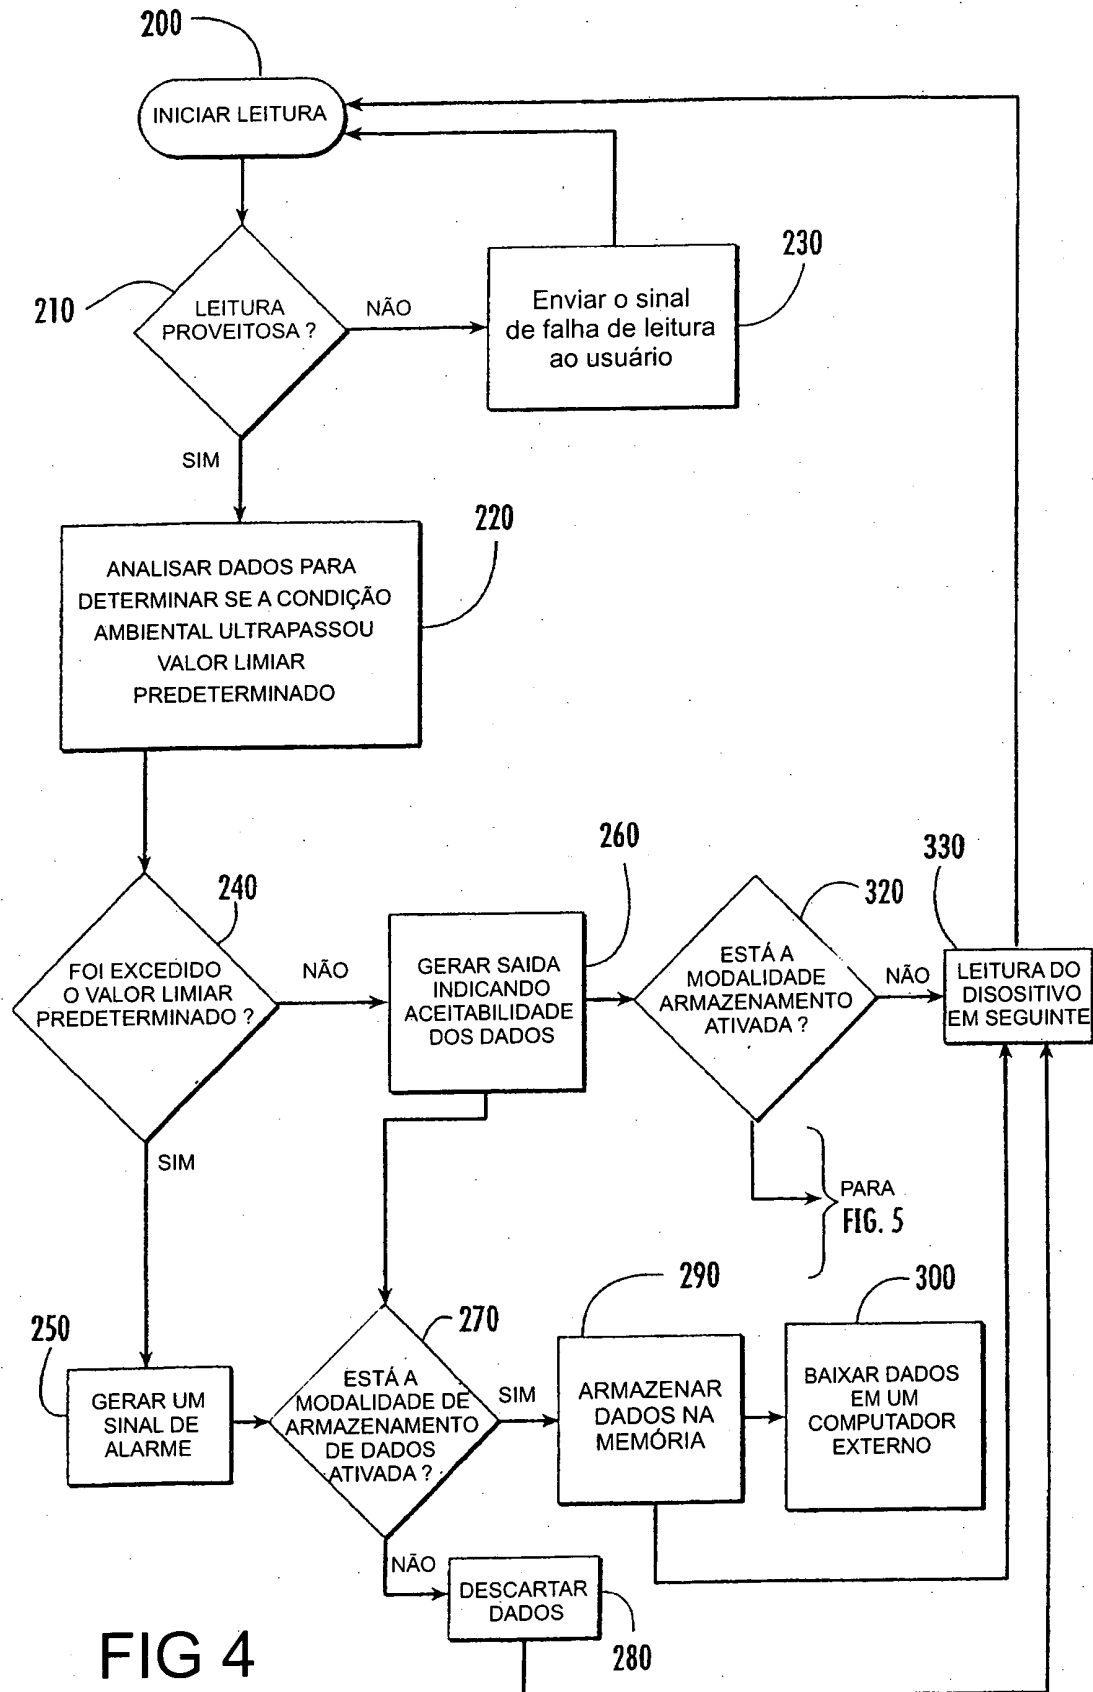 200
INICIAR LEITURA
210
LEITURA
PROVEITOSA ?
NÃO
230
Enviar o sinal
de falha de leitura
ao usuário
SIM
220
ANALISAR DADOS PARA
DETERMINAR SE A CONDIÇÃO
AMBIENTAL ULTRAPASSOU
VALOR LIMIAR
PREDETERMINADO
240
FOI EXCEDIDO
O VALOR LIMIAR
PREDETERMINADO ?
NÃO
260
GERAR SAIDA
INDICANDO
ACEITABILIDADE
DOS DADOS
320
ESTÁ A
MODALIDADE
ARMAZENAMENTO
ATIVADA ?
NÃO
330
LEITURA DO
DISOSITIVO
EM SEGUINTE
SIM
PARA
FIG. 5
250
GERAR UM
SINAL DE
ALARME
270
ESTÁ A
MODALIDADE DE
ARMAZENAMENTO
DE DADOS
ATIVADA ?
SIM
290
ARMAZENAR
DADOS NA
MEMÓRIA
300
BAIXAR DADOS
EM UM
COMPUTADOR
EXTERNO
NÃO
DESCARTAR
DADOS
280
FIG 4